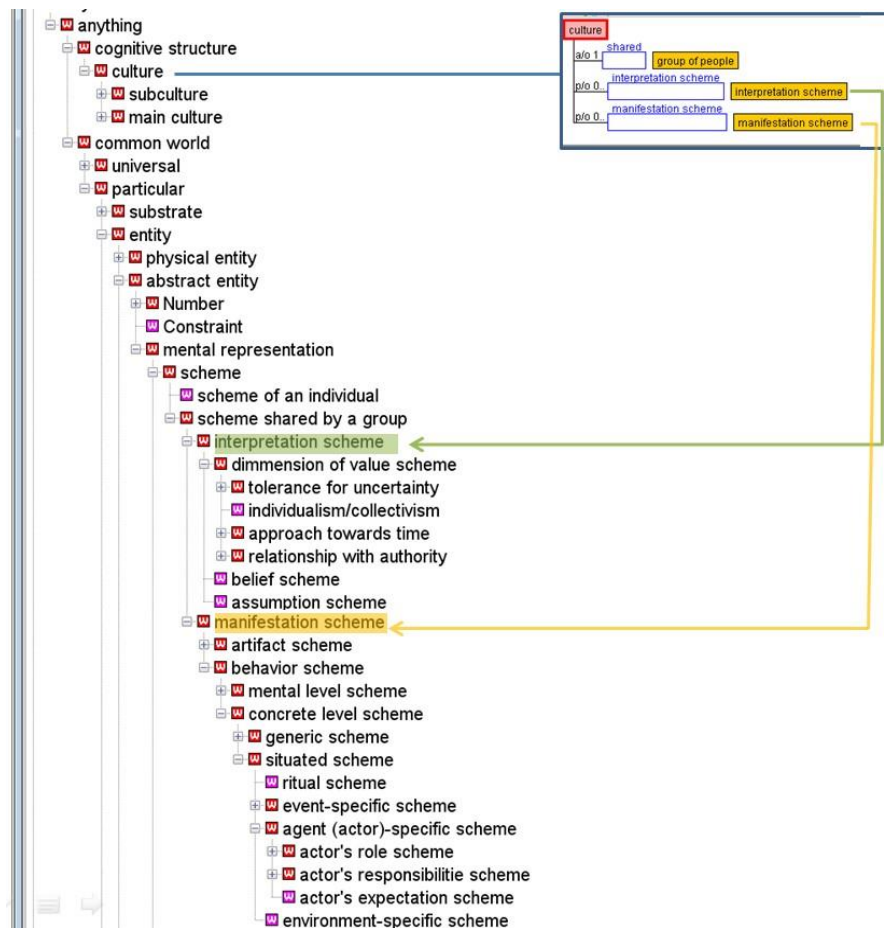 anything
cognitive structure
culture
subculture
main culture
common world
universal
particular
substrate
entity
physical entity
abstract entity
Number
Constraint
mental representation
scheme
scheme of an individual
scheme shared by a group
interpretation scheme
dimmension of value scheme
tolerance for uncertainty
individualism/collectivism
approach towards time
relationship with authority
belief scheme
assumption scheme
manifestation scheme
artifact scheme
behavior scheme
mental level scheme
concrete level scheme
generic scheme
situated scheme
ritual scheme
event-specific scheme
agent (actor)-specific scheme
actor's role scheme
actor's responsibilitie scheme
actor's expectation scheme
environment-specific scheme
culture
shared
a/o 1 group of people
interpretation scheme
p/o 0.. interpretation scheme
manifestation scheme
p/o 0.. manifestation scheme